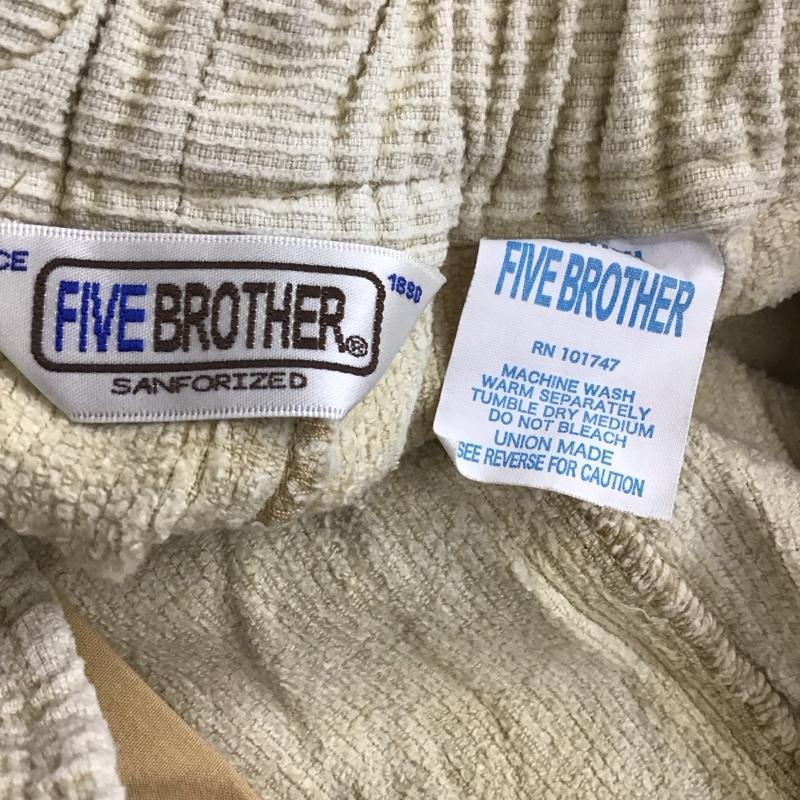 CE
FIVE BROTHER®
1890
SANFORIZED
FIVE BROTHER
RN 101747
MACHINE WASH
WARM SEPARATELY
TUMBLE DRY MEDIUM
DO NOT BLEACH
UNION MADE
SEE REVERSE FOR CAUTION